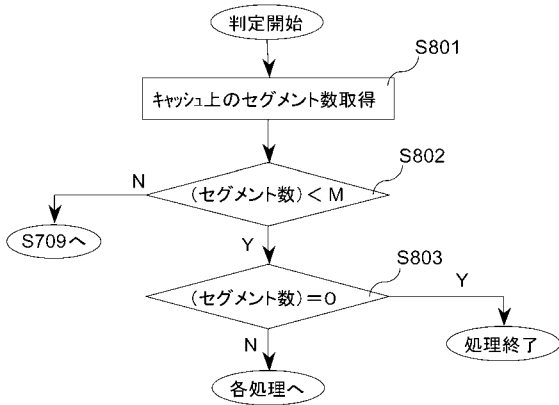 判定開始
S801
キャッシュ上のセグメント数取得
S802
N
(セグメント数)<M
S709へ
Y
S803
(セグメント数)=0
Y
N
処理終了
各処理へ